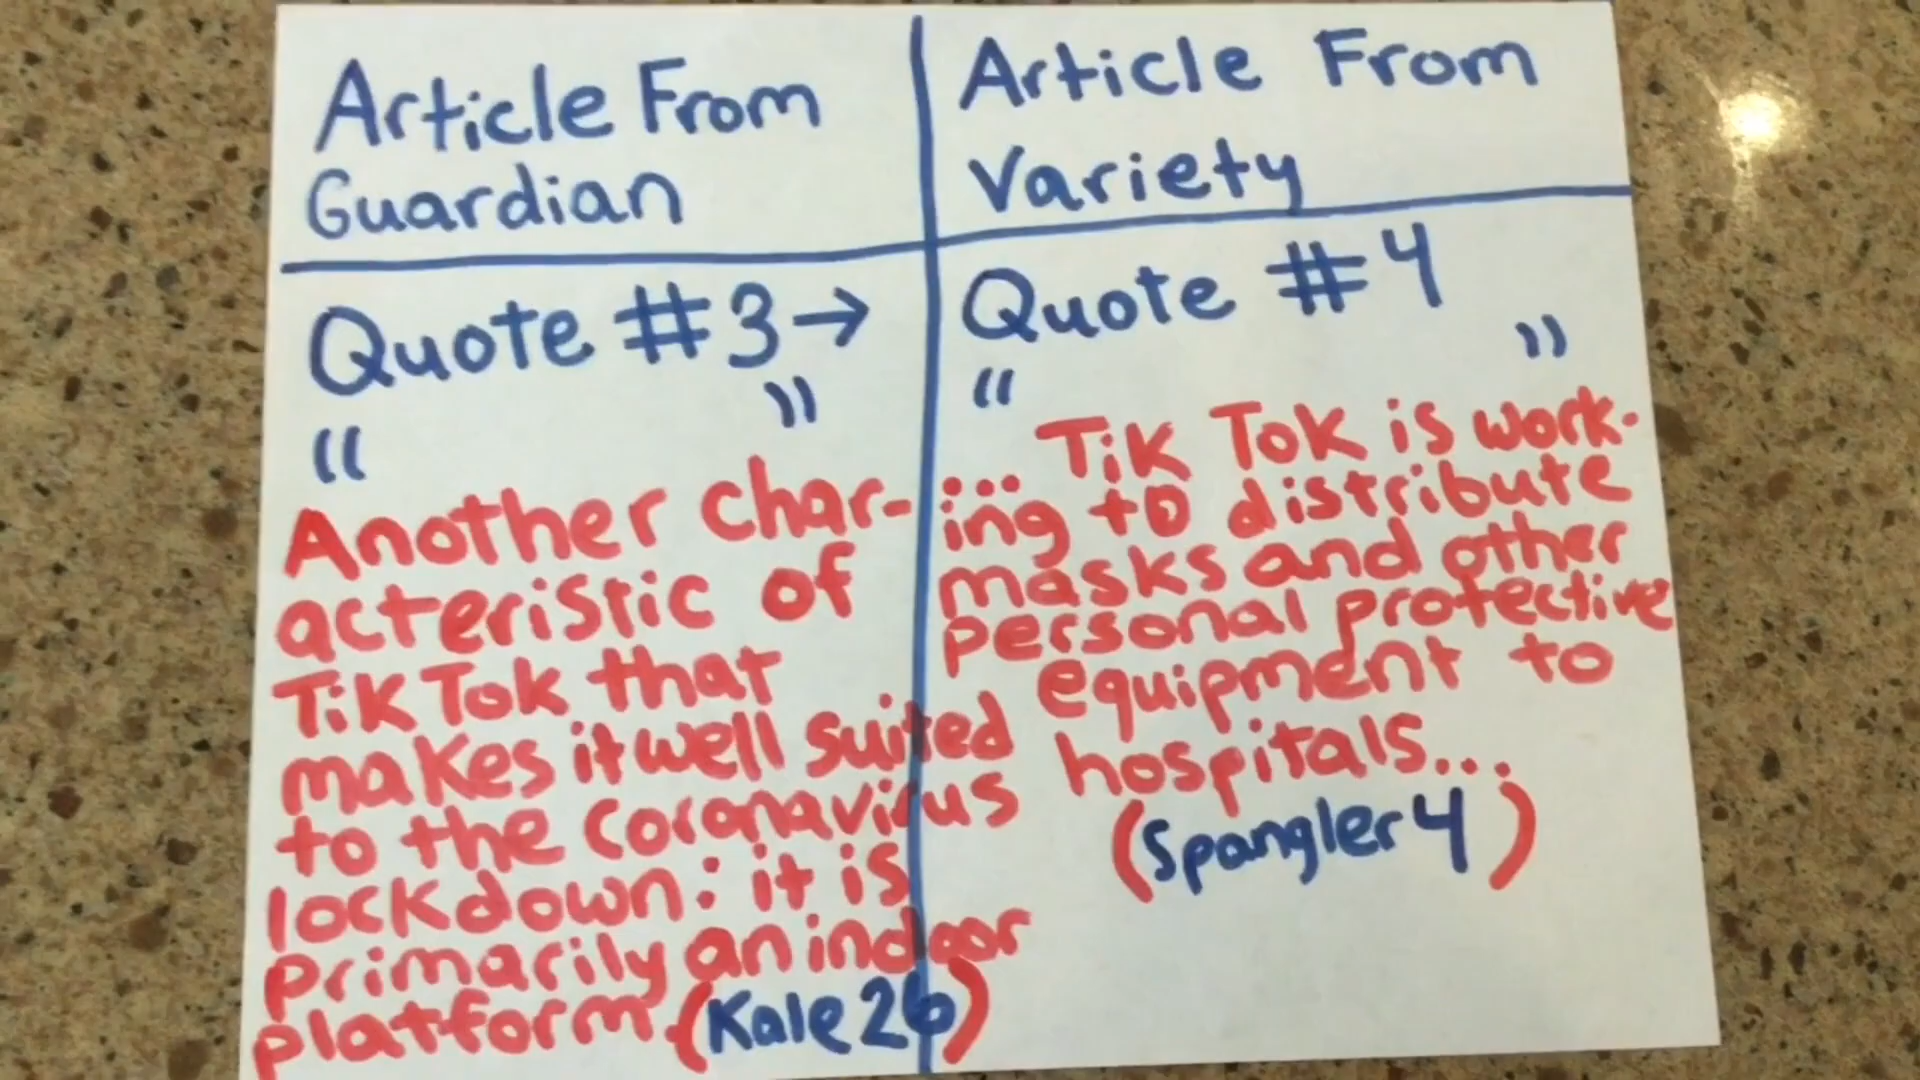 Article From
Guardian
Quote #3→
“ ”
Another char-
acteristic of
TikTok that
makes it well suited
to the coronavirus
lockdown: it is
primarily an indoor
platform. (Kale 26)
Article From
Variety
Quote #4
“ ”
... Tik Tok is work-
ing to distribute
masks and other
personal protective
equipment to
hospitals...
(Spangler 4)